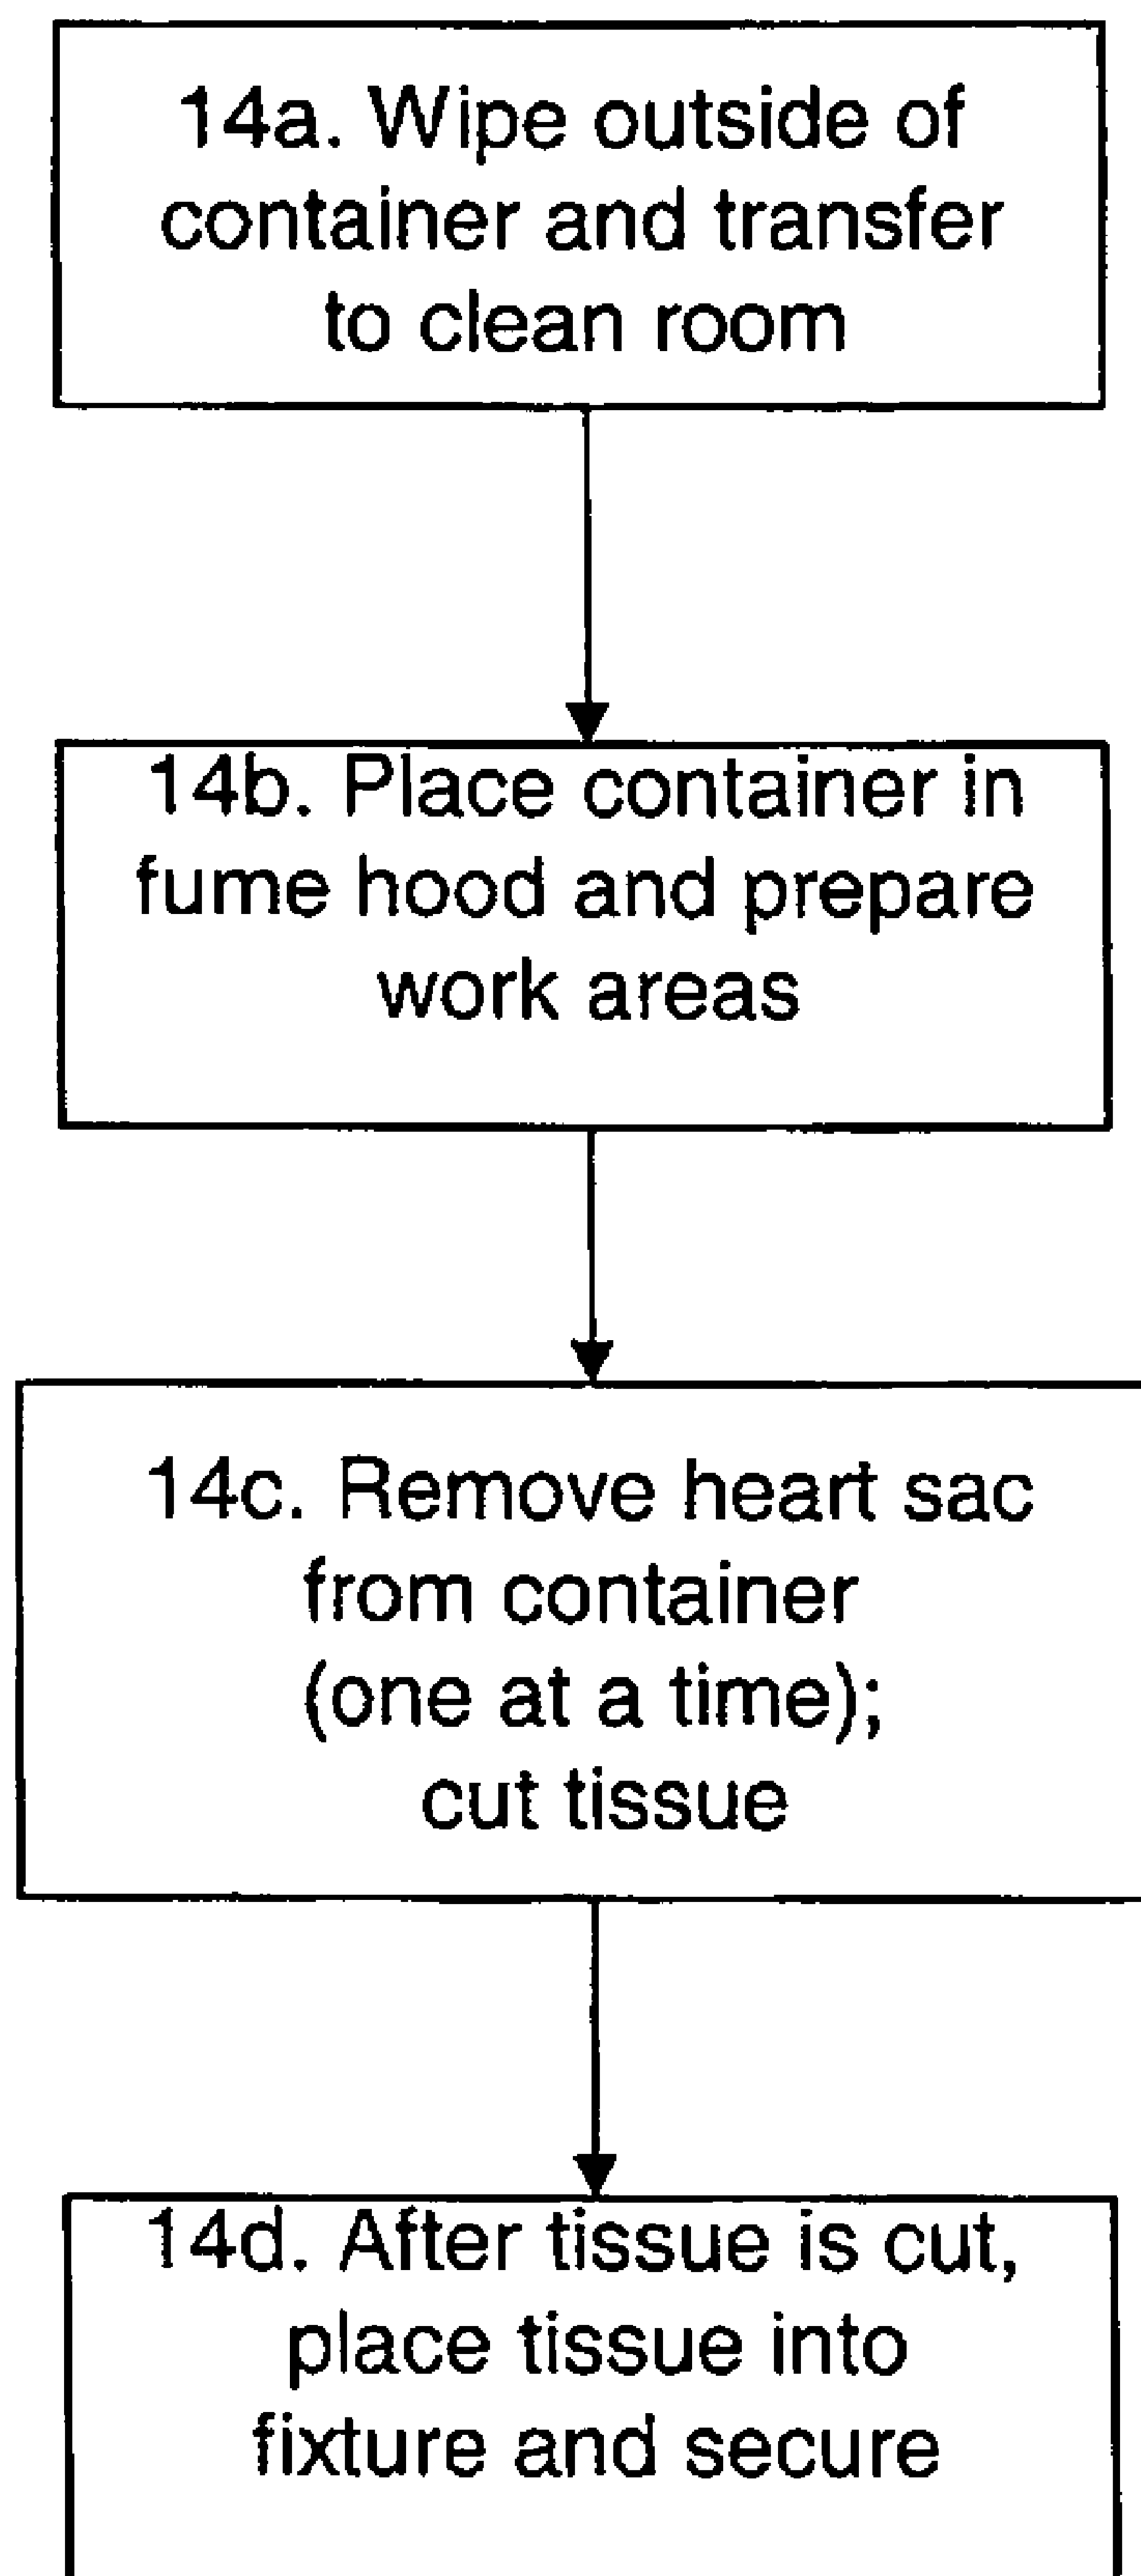 14a. Wipe outside of
container and transfer
to clean room
14b. Place container in
fume hood and prepare
work areas
14c. Remove heart sac
from container
(one at a time);
cut tissue
14d. After tissue is cut,
place tissue into
fixture and secure